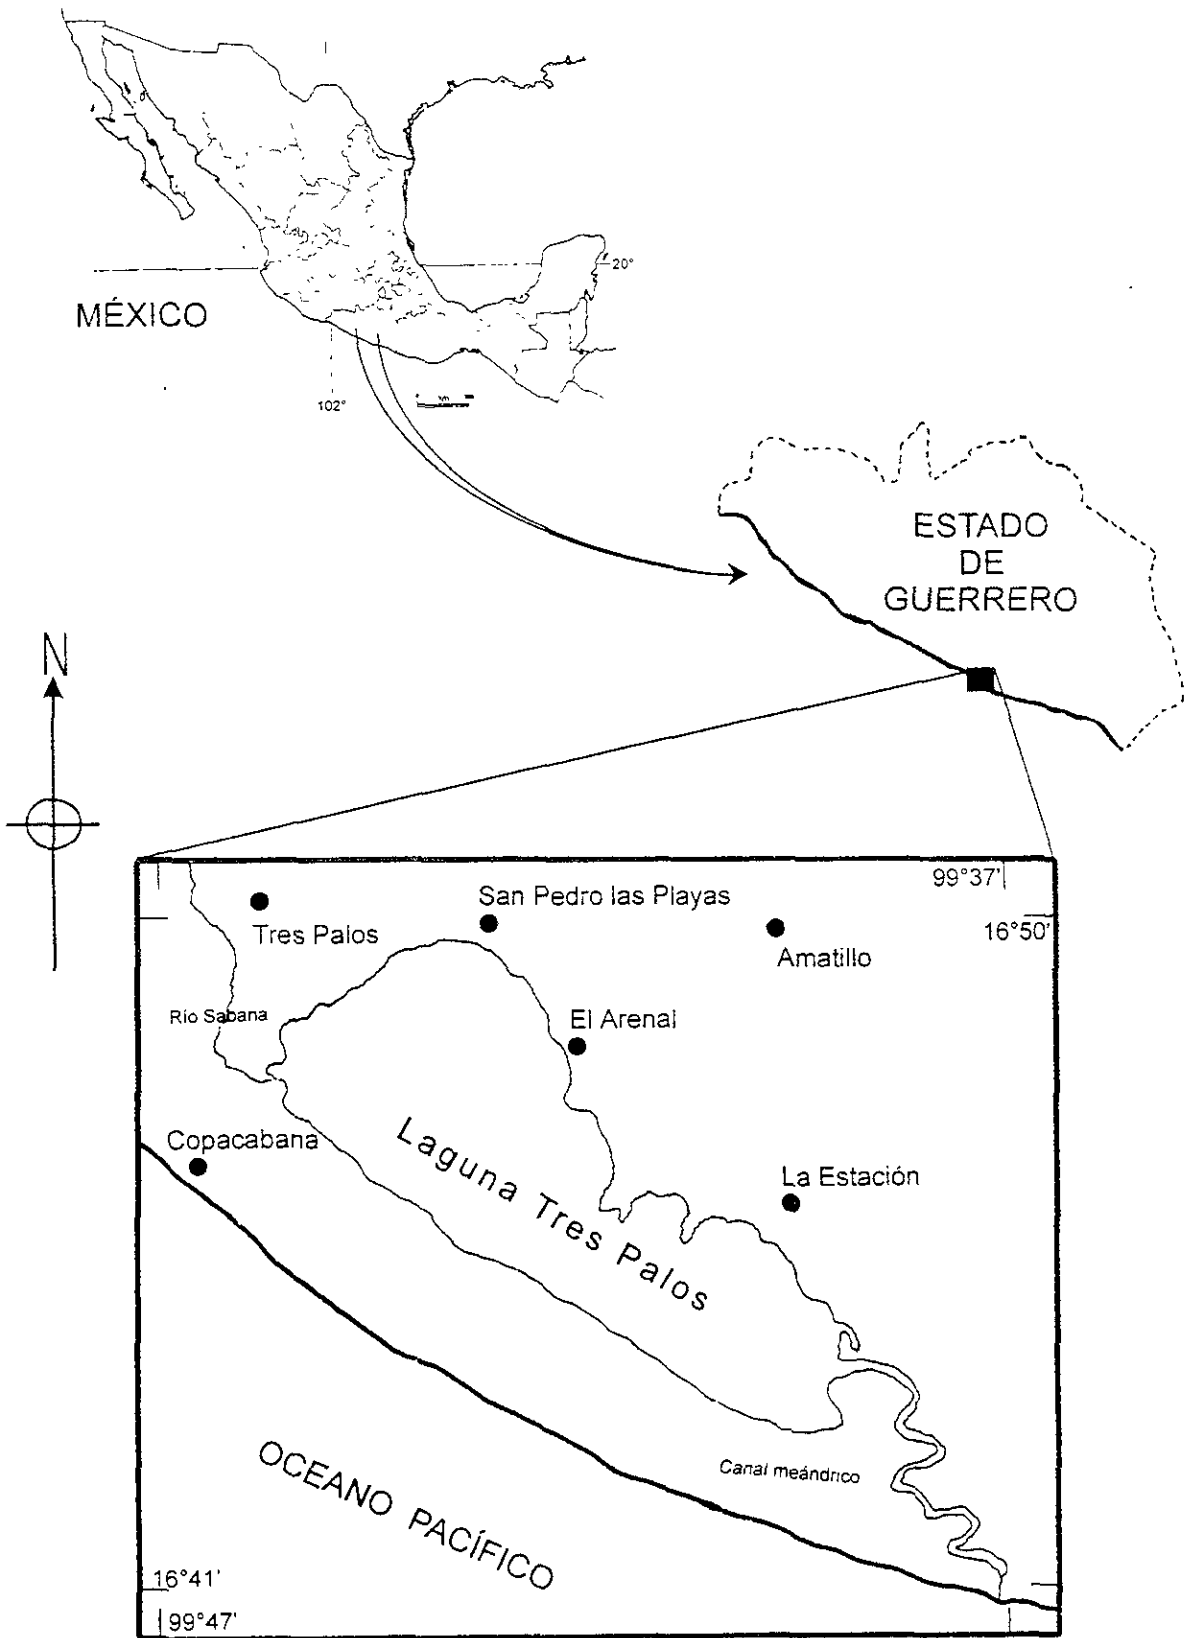 20°
MÉXICO
102°
ESTADO
DE
GUERRERO
N
99°37'
San Pedro las Playas
16°50'
Tres Palos
Amatillo
Río Sabana
El Arenal
Copacabana
Laguna Tres Palos
La Estación
Canal meándrico
OCEANO PACÍFICO
16°41'
99°47'